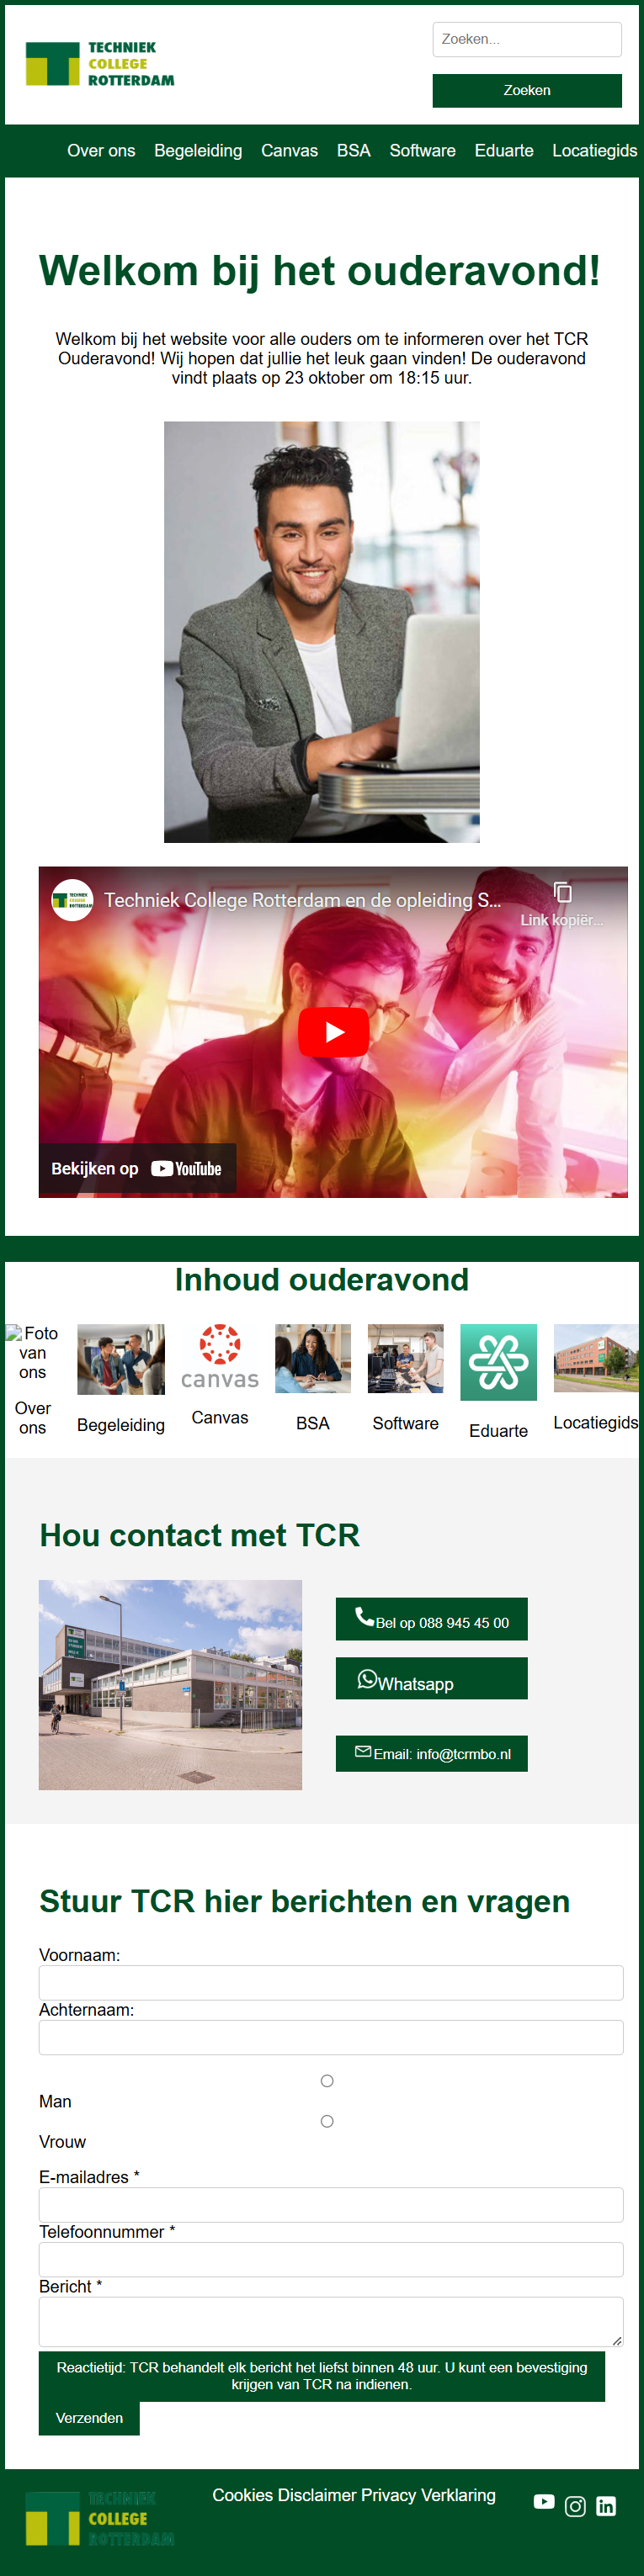 TECHNIEK
COLLEGE
ROTTERDAM
Zoeken...
Zoeken
Over ons Begeleiding Canvas BSA Software Eduarte Locatiegids
Welkom bij het ouderavond!
Welkom bij het website voor alle ouders om te informeren over het TCR
Ouderavond! Wij hopen dat jullie het leuk gaan vinden! De ouderavond
vindt plaats op 23 oktober om 18:15 uur.
TECHNIEK
COLLEGE
ROTTERDAM
Techniek College Rotterdam en de opleiding S...
Link kopiër...
Bekijken op YouTube
Inhoud ouderavond
Foto
van
ons
Over
ons
Begeleiding
canvas
Canvas
BSA
Software
Eduarte
Locatiegids
Hou contact met TCR
Bel op 088 945 45 00
Whatsapp
Email: info@tcrmbo.nl
Stuur TCR hier berichten en vragen
Voornaam:
Achternaam:
Man
Vrouw
E-mailadres *
Telefoonnummer *
Bericht *
Reactietijd: TCR behandelt elk bericht het liefst binnen 48 uur. U kunt een bevestiging
krijgen van TCR na indienen.
Verzenden
TECHNIEK
COLLEGE
ROTTERDAM
Cookies Disclaimer Privacy Verklaring
in